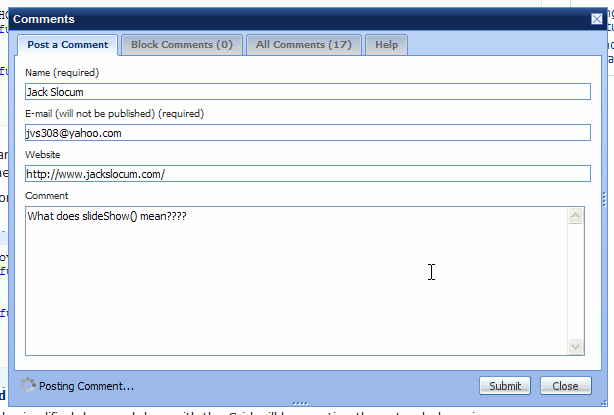 Comments
Post a Comment Block Comments (0) All Comments (17) Help
Name (required)
Jack Slocum
E-mail (will not be published) (required)
jvs308@yahoo.com
Website
http://www.jackslocum.com/
Comment
What does slideShow() mean????
Posting Comment...
Submit Close